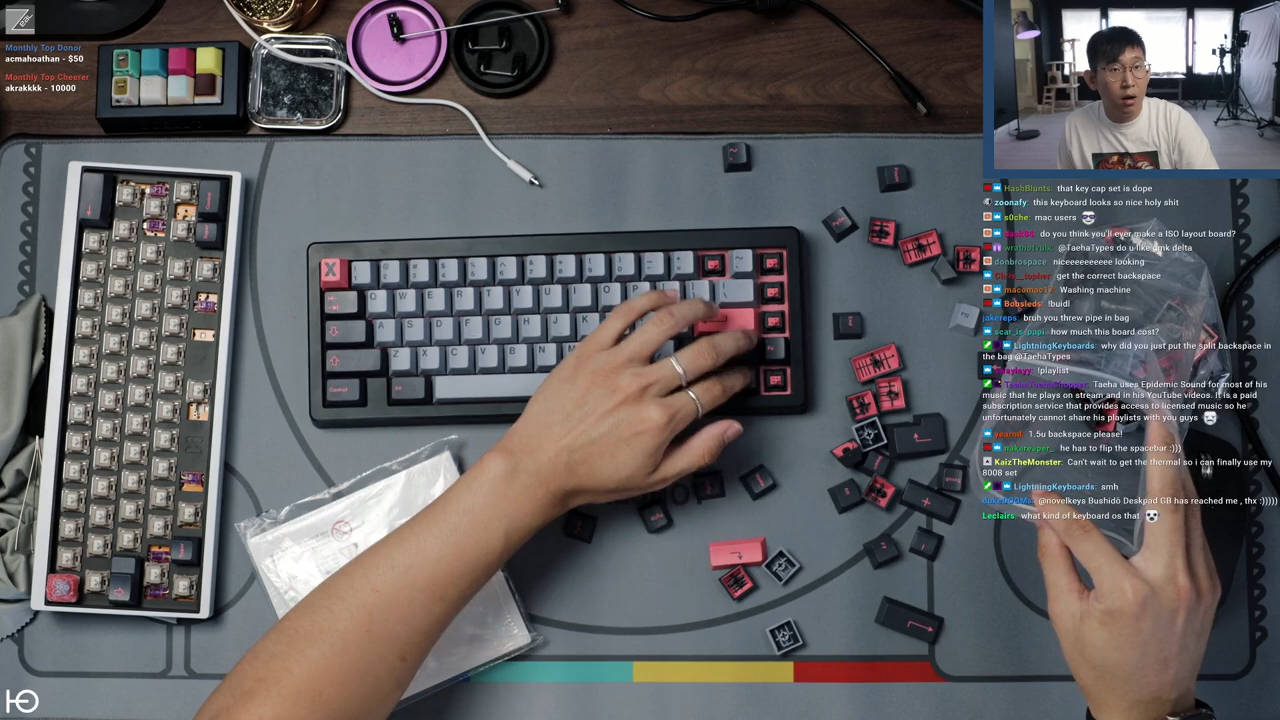 Zeal
Monthly Top Donor
acmahoathan - $50
Monthly Top Cheerer
akrakkkk - 10000
HashBlunts: that key cap set is dope
zoonafy: this keyboard looks so nice holy shit
s0che: mac users
do you think you'll ever make a ISO layout board?
@TaehaTypes do u like gmk delta
donbrospace: niceeeeeeeeee looking
get the correct backspace
macomac17: Washing machine
Bobsleds: !buidl
jakereps: bruh you threw pipe in bag
scar_is_papi: how much this board cost?
LightningKeyboards: why did you just put the split backspace in
the bag @TaehaTypes
!playlist
Taeha uses Epidemic Sound for most of his
music that he plays on stream and in his YouTube videos. It is a paid
subscription service that provides access to licensed music so he
unfortunately cannot share his playlists with you guys
yearnd: 1.5u backspace please!
nakereaper_: he has to flip the spacebar :)))
KaizTheMonster: Can't wait to get the thermal so i can finally use my
8008 set
LightningKeyboards: smh
@novelkeys Bushidō Deskpad GB has reached me , thx :)))))
Leclairs: what kind of keyboard os that
X
Q W E R T Y U I O P
A S D F G H J K
Z X C V B N
Control
Alt